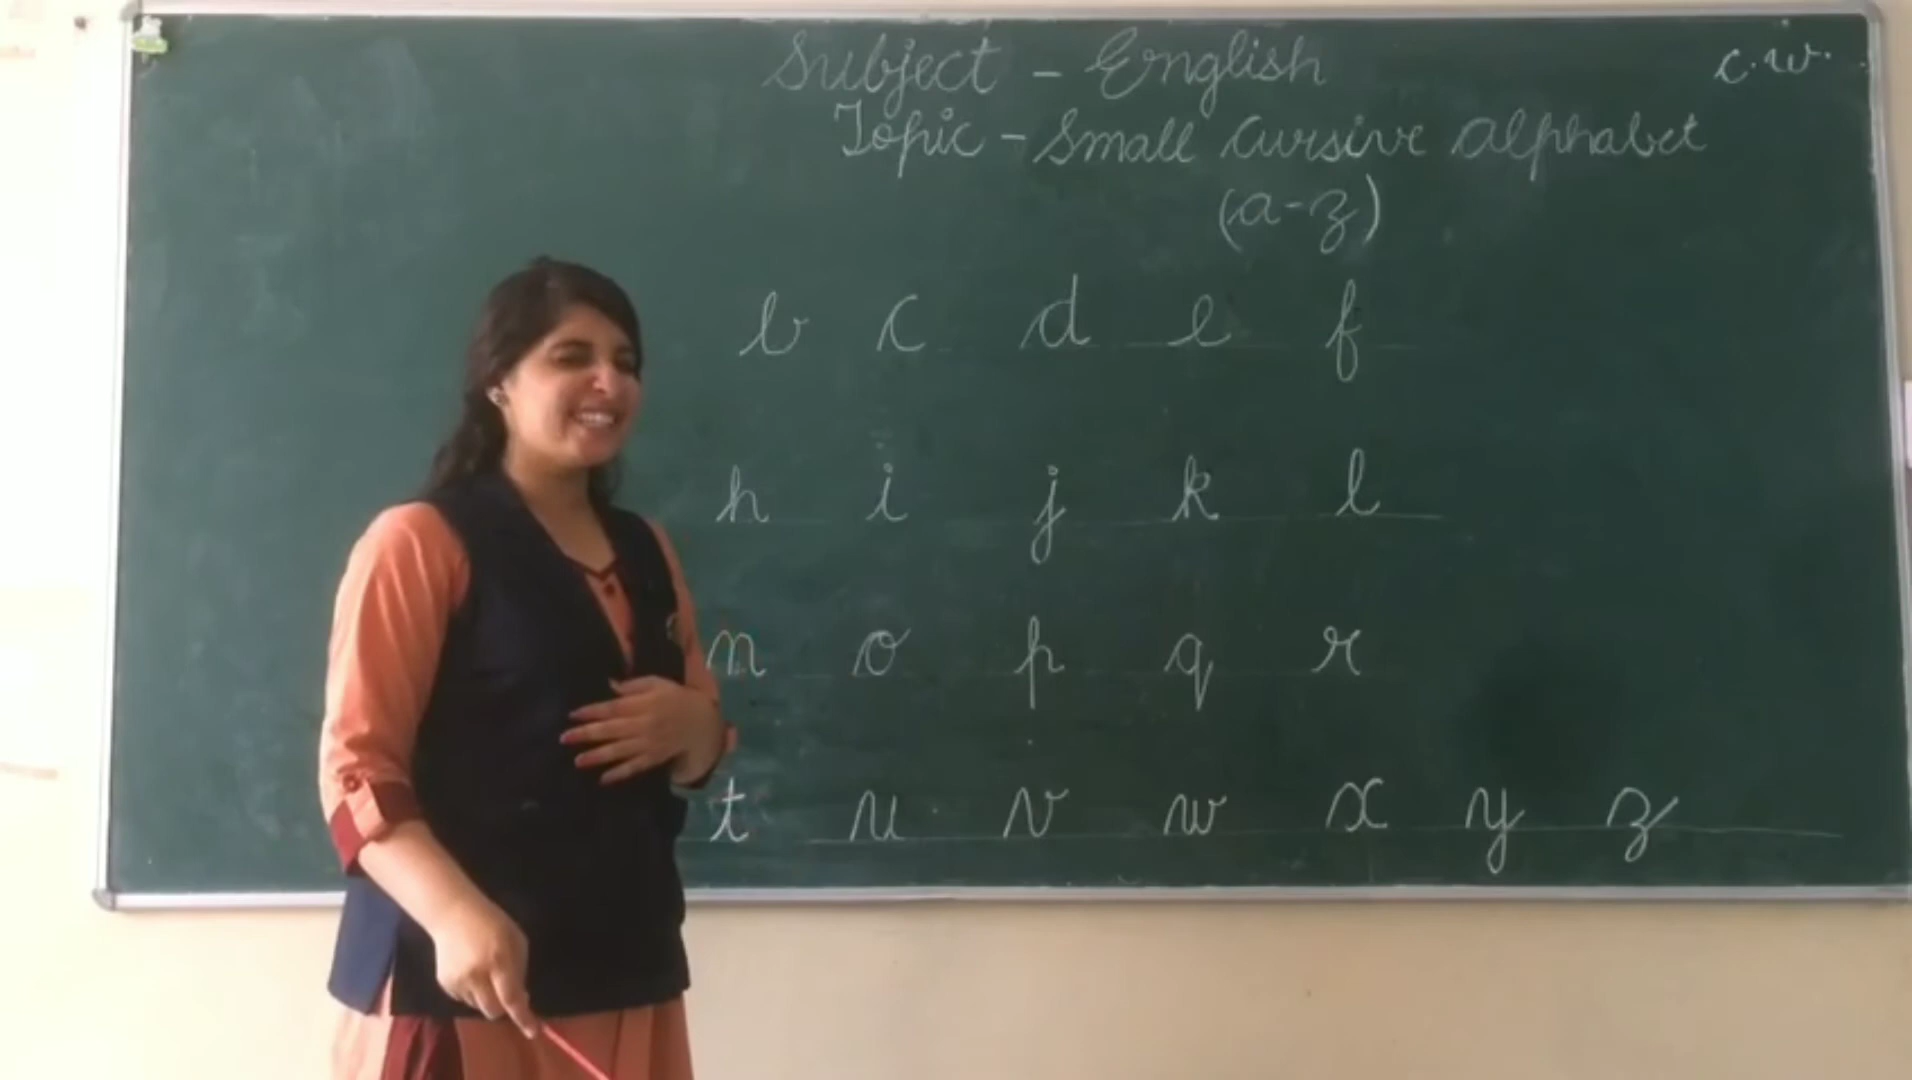 Subject - English
c.w.
Topic - Small cursive alphabet
(a-z)
b c d e f
h i j k l
n o p q r
t u v w x y z